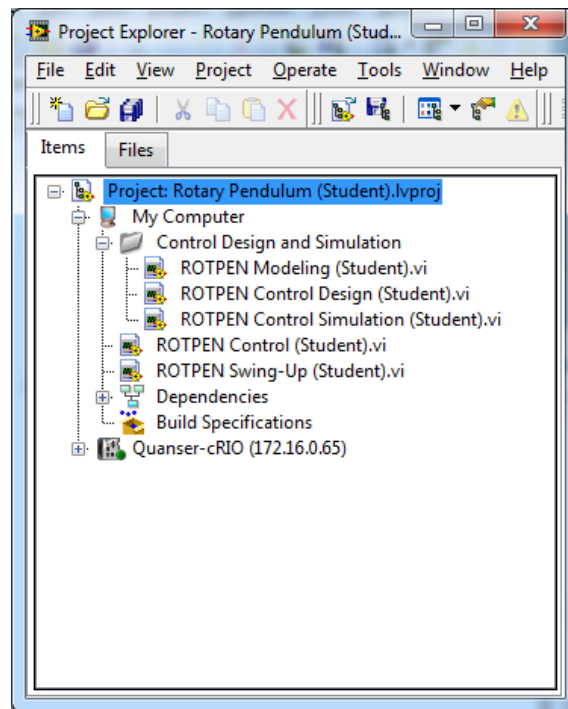 Project Explorer - Rotary Pendulum (Stud...
File Edit View Project Operate Tools Window Help
Items Files
Project: Rotary Pendulum (Student).lvproj
My Computer
Control Design and Simulation
ROTPEN Modeling (Student).vi
ROTPEN Control Design (Student).vi
ROTPEN Control Simulation (Student).vi
ROTPEN Control (Student).vi
ROTPEN Swing-Up (Student).vi
Dependencies
Build Specifications
Quanser-cRIO (172.16.0.65)